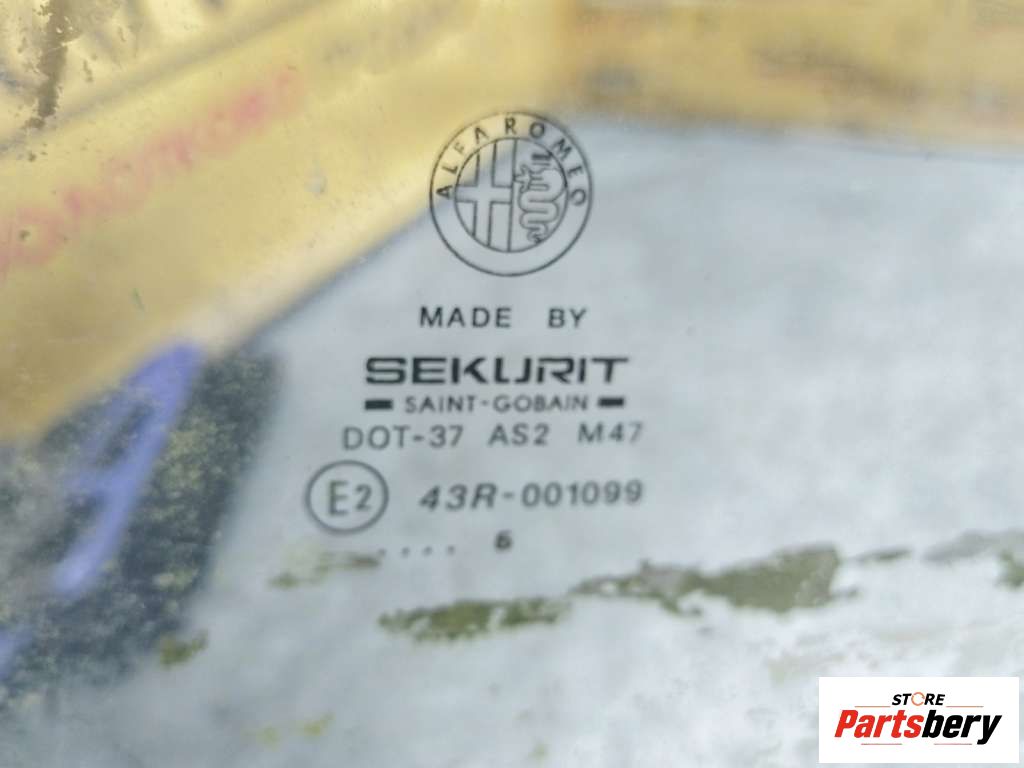 ALFA ROMEO
MADE BY
SEKURIT
SAINT-GOBAIN
DOT-37 AS2 M47
E2 43R-001099
.... 6
STORE
Partsbery